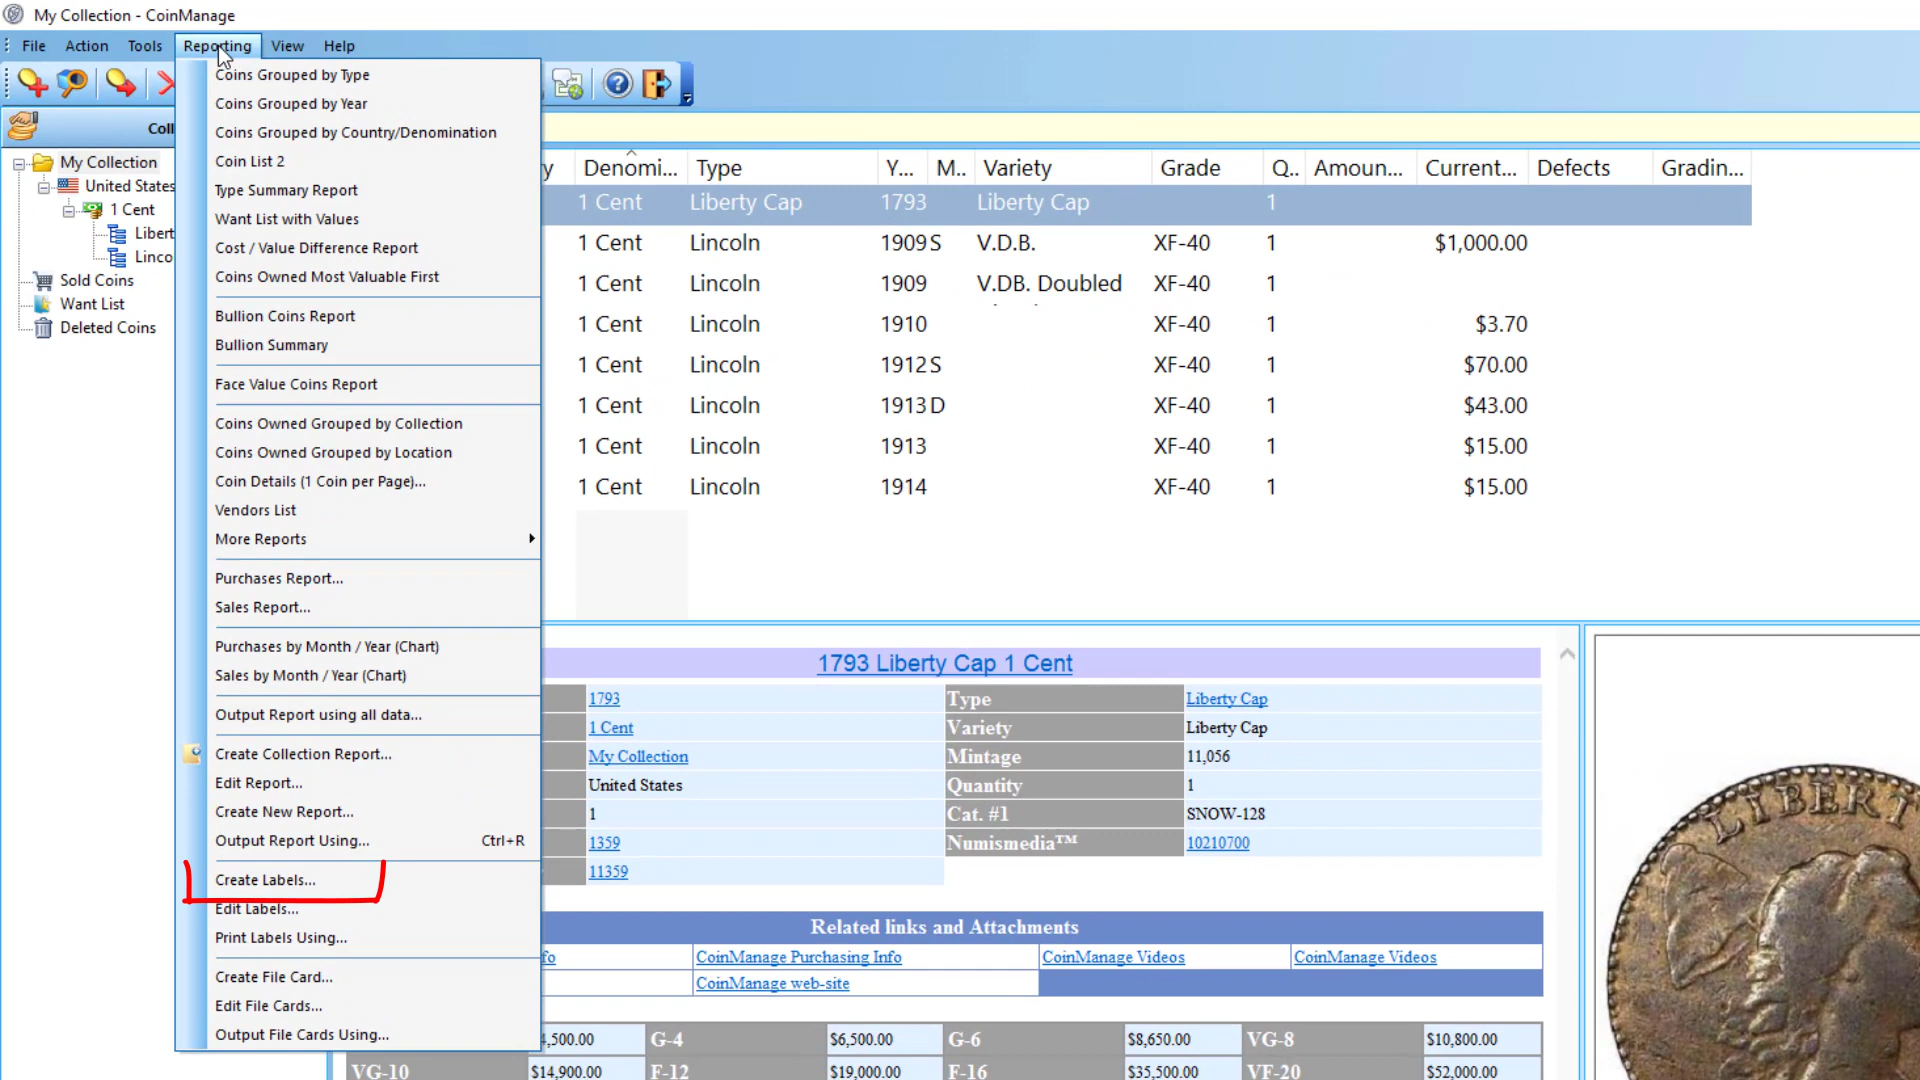 My Collection - CoinManage
File Action Tools Reporting View Help
Coll
My Collection
United States
1 Cent
Libert
Linco
Sold Coins
Want List
Deleted Coins
Coins Grouped by Type
Coins Grouped by Year
Coins Grouped by Country/Denomination
Coin List 2
Type Summary Report
Want List with Values
Cost / Value Difference Report
Coins Owned Most Valuable First
Bullion Coins Report
Bullion Summary
Face Value Coins Report
Coins Owned Grouped by Collection
Coins Owned Grouped by Location
Coin Details (1 Coin per Page)...
Vendors List
More Reports
Purchases Report...
Sales Report...
Purchases by Month / Year (Chart)
Sales by Month / Year (Chart)
Output Report using all data...
Create Collection Report...
Edit Report...
Create New Report...
Output Report Using... Ctrl+R
Create Labels...
Edit Labels...
Print Labels Using...
Create File Card...
Edit File Cards...
Output File Cards Using...
y Denomi... Type Y... M.. Variety Grade Q.. Amoun... Current... Defects Gradin...
1 Cent Liberty Cap 1793 Liberty Cap 1
1 Cent Lincoln 1909 S V.D.B. XF-40 1 $1,000.00
1 Cent Lincoln 1909 V.DB. Doubled XF-40 1
1 Cent Lincoln 1910 XF-40 1 $3.70
1 Cent Lincoln 1912 S XF-40 1 $70.00
1 Cent Lincoln 1913 D XF-40 1 $43.00
1 Cent Lincoln 1913 XF-40 1 $15.00
1 Cent Lincoln 1914 XF-40 1 $15.00
1793 Liberty Cap 1 Cent
1793 Type Liberty Cap
1 Cent Variety Liberty Cap
My Collection Mintage 11,056
United States Quantity 1
1 Cat. #1 SNOW-128
1359 Numismedia™ 10210700
11359
Related links and Attachments
fo CoinManage Purchasing Info CoinManage Videos CoinManage Videos
CoinManage web-site
,500.00 G-4 $6,500.00 G-6 $8,650.00 VG-8 $10,800.00
VG-10 $14,900.00 F-12 $19,000.00 F-16 $35,500.00 VF-20 $52,000.00
LIBERT